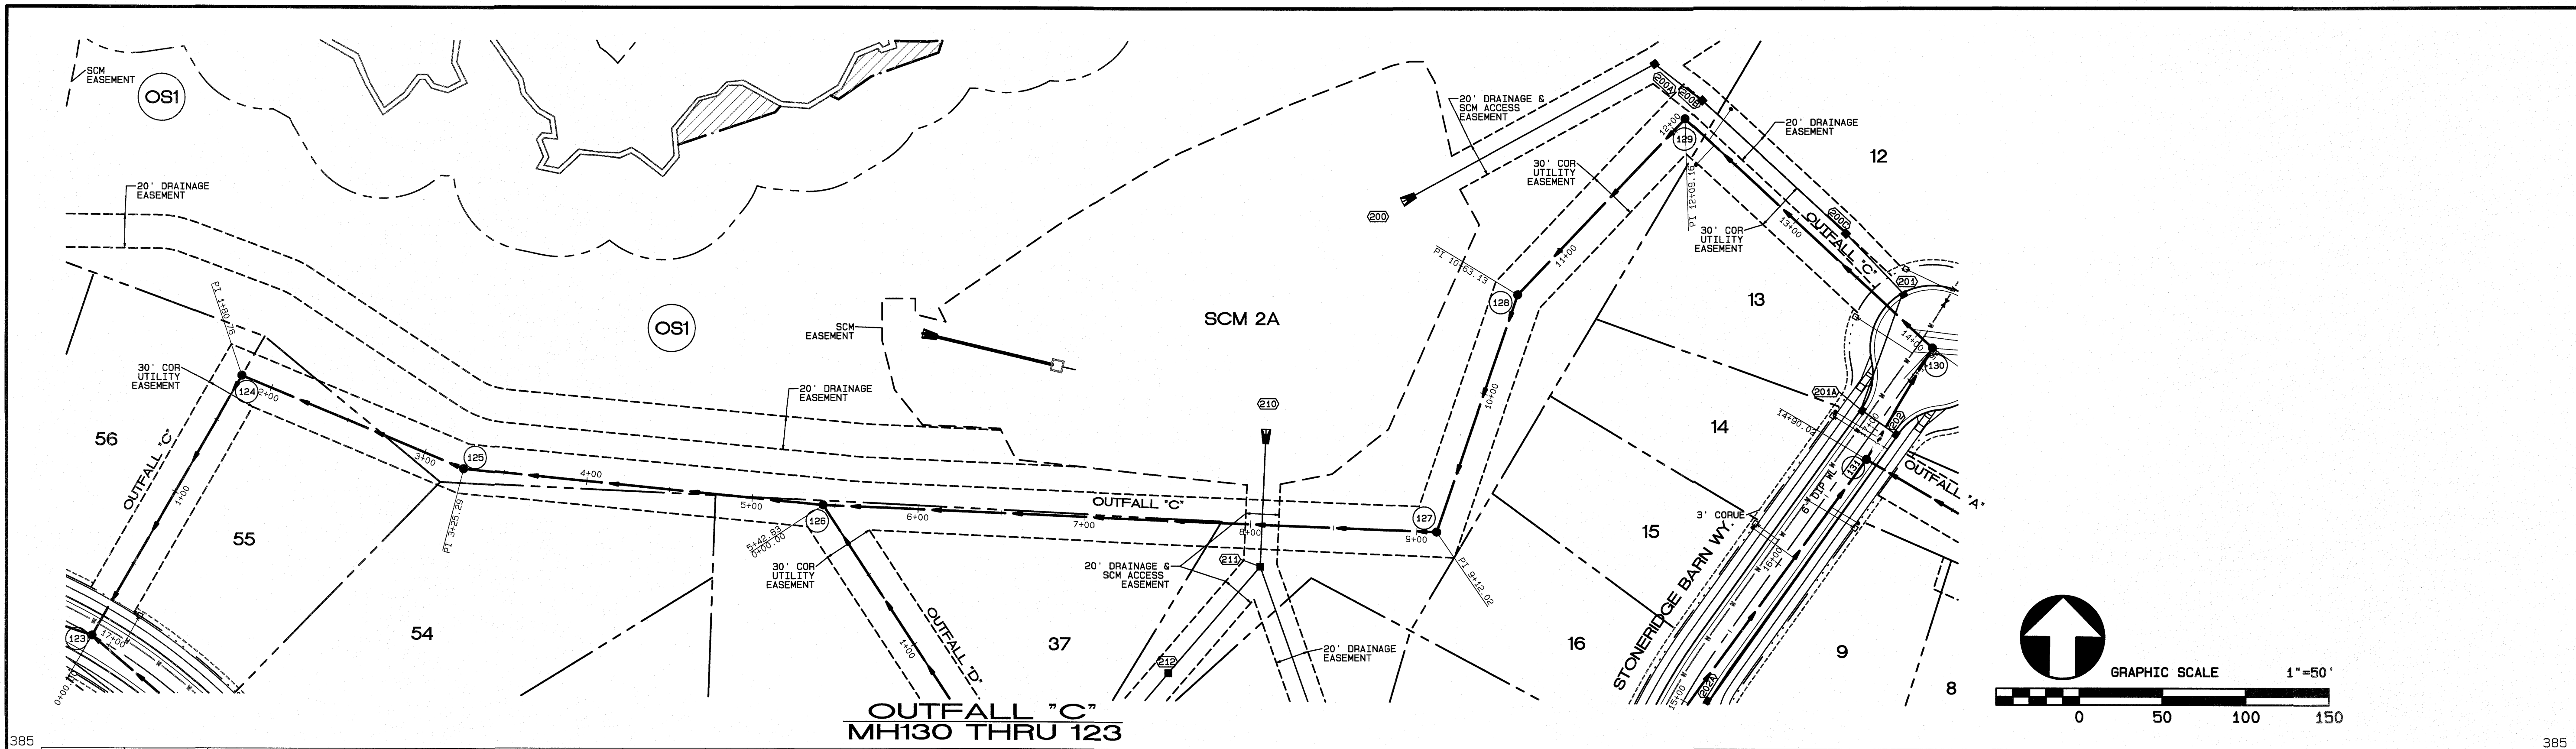 SCM
EASEMENT
OS1
20' DRAINAGE
EASEMENT
PI 1+80.76
30' COR
UTILITY
EASEMENT
124
2+00
56
OUTFALL "C"
1+00
55
123
17+00
0+00.00
3+00
125
PI 3+25.29
54
4+00
OS1
SCM
EASEMENT
20' DRAINAGE
EASEMENT
5+00
126
5+42.83
0+00.00
30' COR
UTILITY
EASEMENT
6+00
1+00
OUTFALL "D"
7+00
37
OUTFALL "C"
20' DRAINAGE &
SCM ACCESS
EASEMENT
8+00
210
211
212
20' DRAINAGE
EASEMENT
SCM 2A
127
9+00
PI 9+12.02
200
20' DRAINAGE &
SCM ACCESS
EASEMENT
30' COR
UTILITY
EASEMENT
PI 10+63.13
128
10+00
11+00
12+00
129
PI 12+09.16
200A
200B
20' DRAINAGE
EASEMENT
12
30' COR
UTILITY
EASEMENT
13+00
OUTFALL "C"
200C
201
13
14+00
130
14
201A
14+90.04
202
131
OUTFALL "A"
15
3' CORUE
6" DIP WL
16+00
STONERIDGE BARN WY.
16
15+00
202A
9
8
GRAPHIC SCALE 1"=50'
0 50 100 150
OUTFALL "C"
MH130 THRU 123
385
385